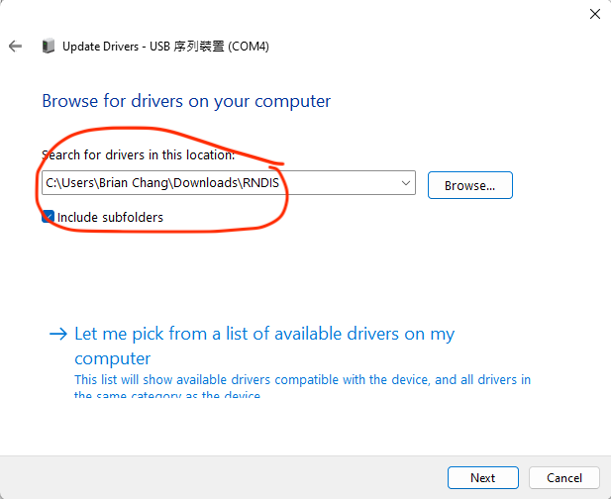 Update Drivers - USB 序列裝置 (COM4)
Browse for drivers on your computer
Search for drivers in this location:
C:\Users\Brian Chang\Downloads\RNDIS
Browse...
Include subfolders
Let me pick from a list of available drivers on my
computer
This list will show available drivers compatible with the device, and all drivers in
the same category as the device.
Next
Cancel